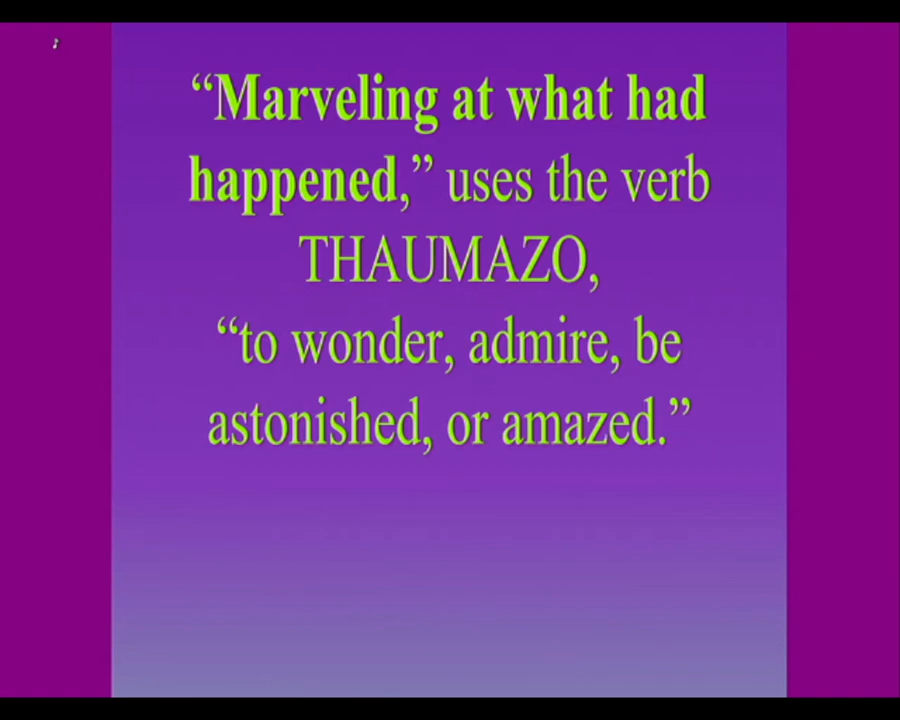 “Marveling at what had
happened,” uses the verb
THAUMAZO,
“to wonder, admire, be
astonished, or amazed.”